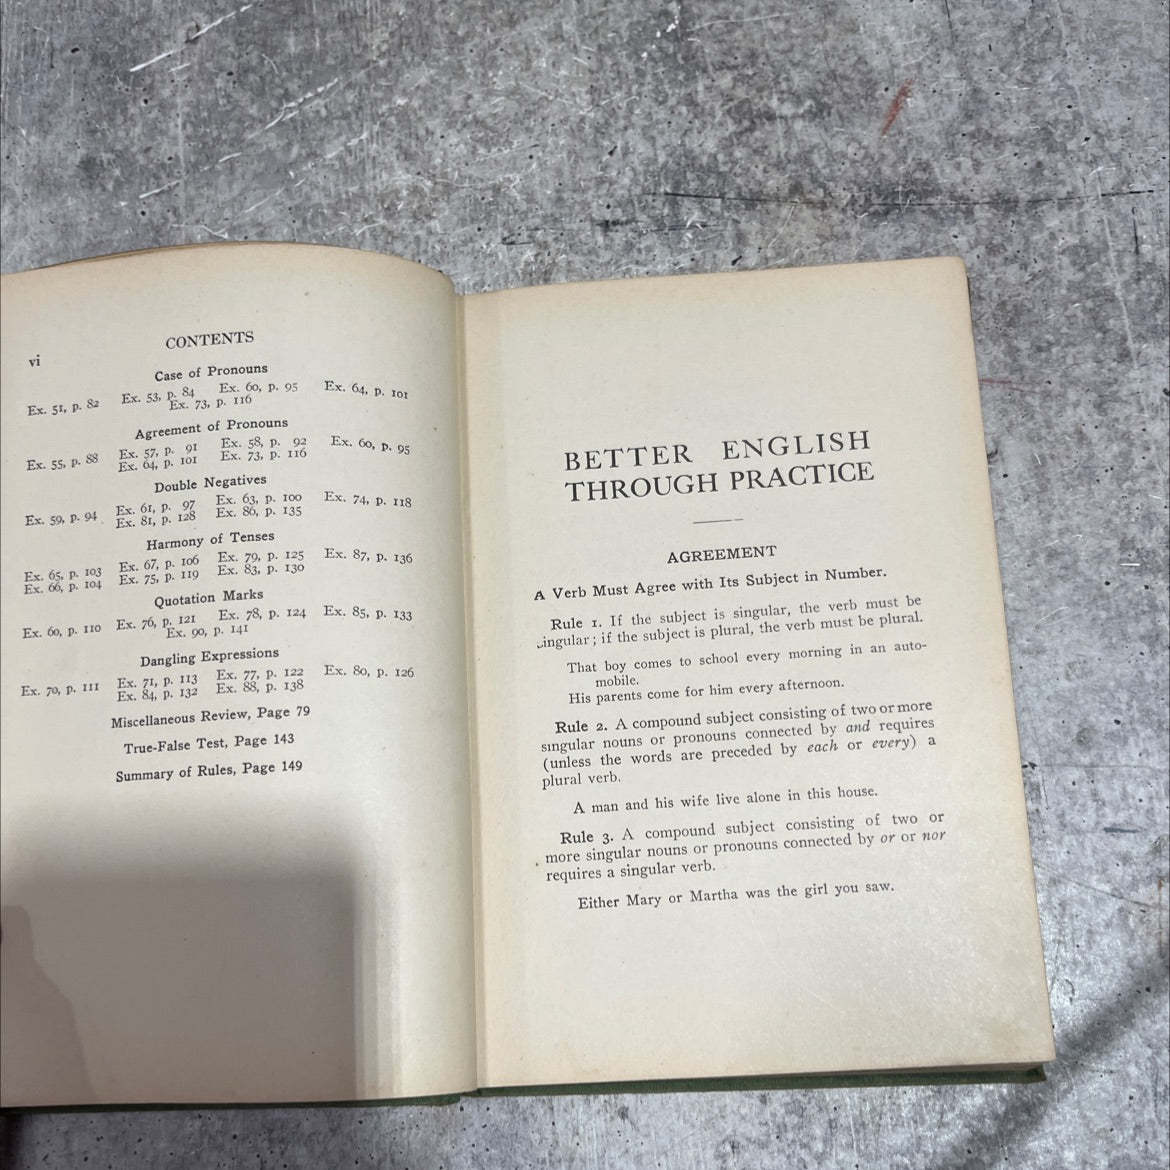 vi
CONTENTS
Case of Pronouns
Ex. 51, p. 82 Ex. 53, p. 84 Ex. 60, p. 95 Ex. 64, p. 101
Ex. 73, p. 116
Agreement of Pronouns
Ex. 55, p. 88 Ex. 57, p. 91 Ex. 58, p. 92 Ex. 60, p. 95
Ex. 64, p. 101 Ex. 73, p. 116
Double Negatives
Ex. 59, p. 94 Ex. 61, p. 97 Ex. 63, p. 100 Ex. 74, p. 118
Ex. 81, p. 128 Ex. 86, p. 135
Harmony of Tenses
Ex. 65, p. 103 Ex. 67, p. 106 Ex. 79, p. 125 Ex. 87, p. 136
Ex. 66, p. 104 Ex. 75, p. 119 Ex. 83, p. 130
Quotation Marks
Ex. 60, p. 110 Ex. 76, p. 121 Ex. 78, p. 124 Ex. 85, p. 133
Ex. 90, p. 141
Dangling Expressions
Ex. 70, p. 111 Ex. 71, p. 113 Ex. 77, p. 122 Ex. 80, p. 126
Ex. 84, p. 132 Ex. 88, p. 138
Miscellaneous Review, Page 79
True-False Test, Page 143
Summary of Rules, Page 149
BETTER ENGLISH
THROUGH PRACTICE
AGREEMENT
A Verb Must Agree with Its Subject in Number.
Rule 1. If the subject is singular, the verb must be
singular; if the subject is plural, the verb must be plural.
That boy comes to school every morning in an auto-
mobile.
His parents come for him every afternoon.
Rule 2. A compound subject consisting of two or more
singular nouns or pronouns connected by and requires
(unless the words are preceded by each or every) a
plural verb.
A man and his wife live alone in this house.
Rule 3. A compound subject consisting of two or
more singular nouns or pronouns connected by or or nor
requires a singular verb.
Either Mary or Martha was the girl you saw.